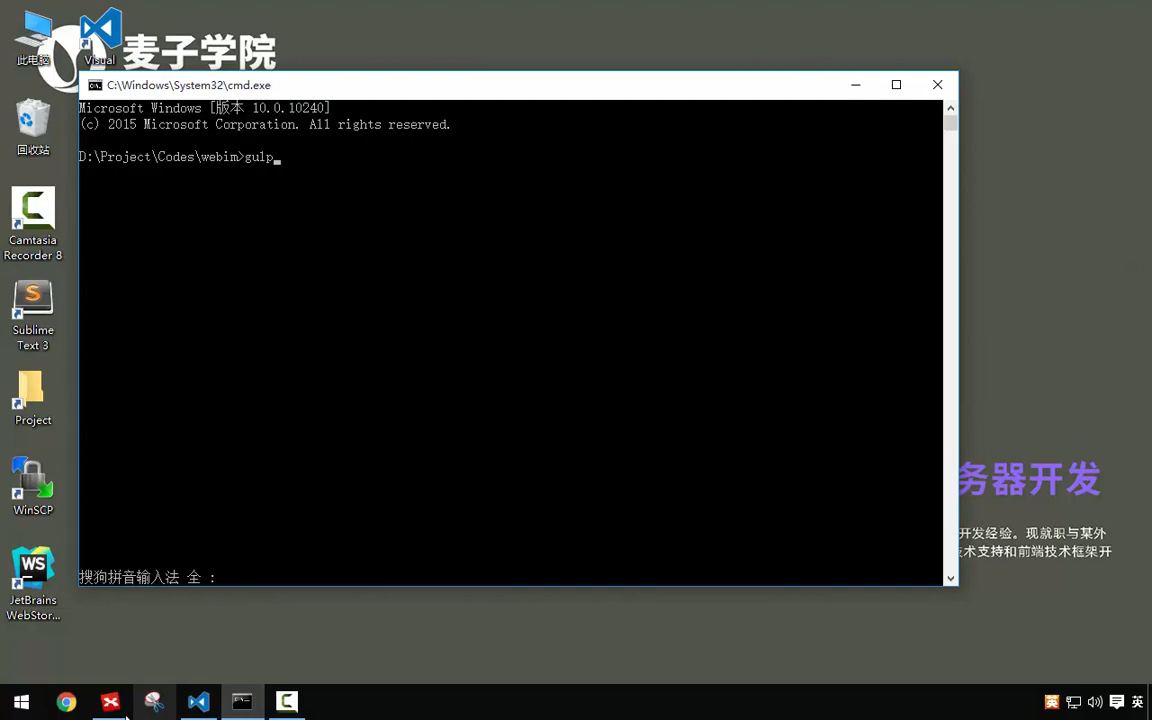 麦子学院
此电脑
Visual
回收站
Camtasia
Recorder 8
Sublime
Text 3
Project
WinSCP
WS
JetBrains
WebStor...
C:\Windows\System32\cmd.exe
Microsoft Windows [版本 10.0.10240]
(c) 2015 Microsoft Corporation. All rights reserved.
D:\Project\Codes\webim>gulp_
搜狗拼音输入法 全 :
务器开发
开发经验。现就职与某外
技术支持和前端技术框架开
英